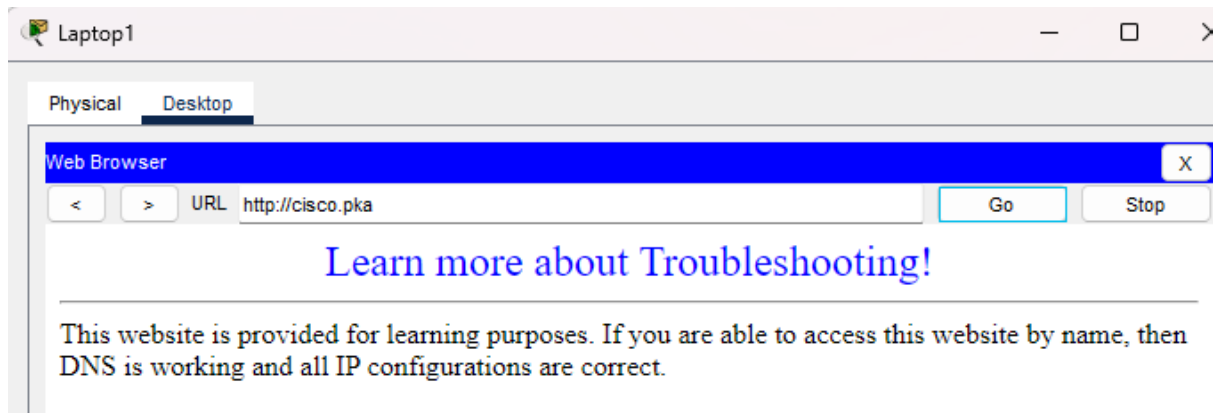 Laptop1
Physical Desktop
Web Browser X
< > URL http://cisco.pka Go Stop
Learn more about Troubleshooting!
This website is provided for learning purposes. If you are able to access this website by name, then
DNS is working and all IP configurations are correct.